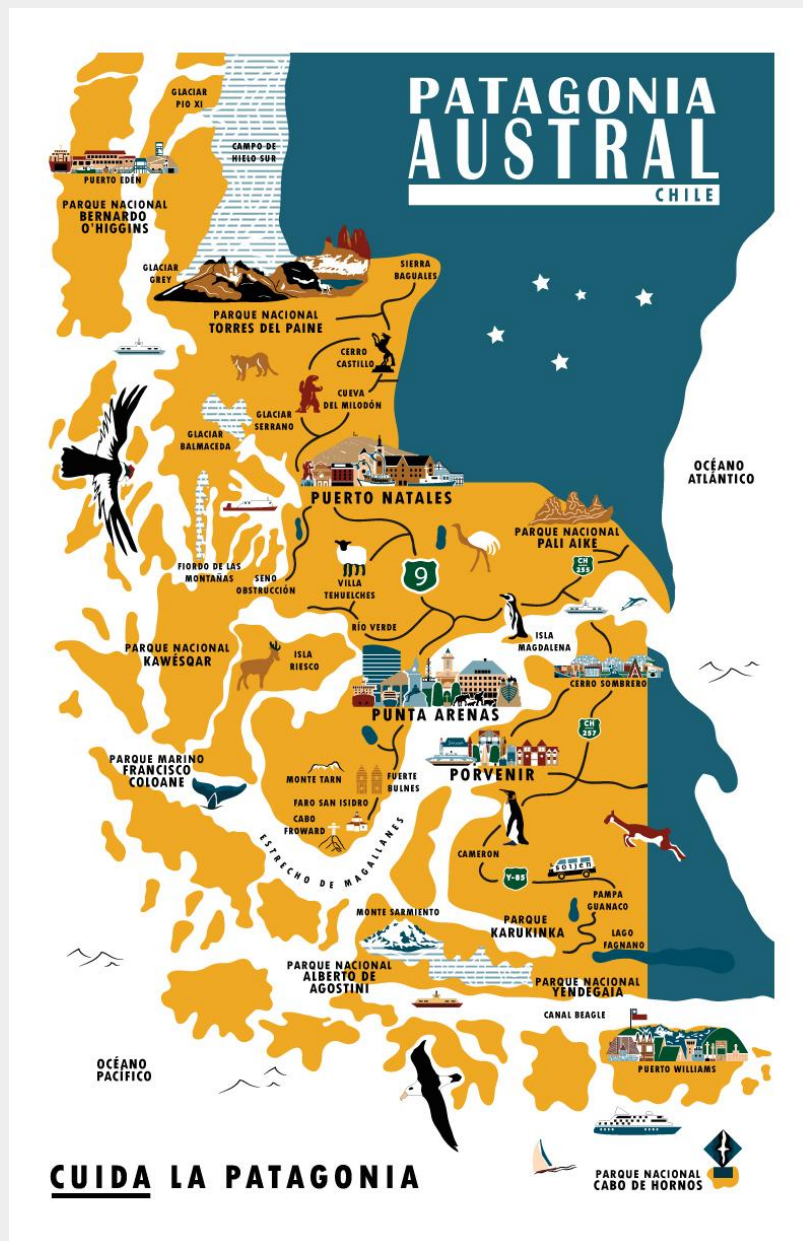 PATAGONIA
AUSTRAL
CHILE
GLACIAR
PIO XI
CAMPO DE
HIELO SUR
PUERTO EDÉN
PARQUE NACIONAL
BERNARDO
O'HIGGINS
GLACIAR
GREY
SIERRA
BAGUALES
PARQUE NACIONAL
TORRES DEL PAINE
CERRO
CASTILLO
CUEVA
DEL MILODÓN
GLACIAR
SERRANO
GLACIAR
BALMACEDA
OCÉANO
ATLÁNTICO
PUERTO NATALES
PARQUE NACIONAL
PALI AIKE
FIORDO DE LAS
MONTAÑAS
SENO
OBSTRUCCIÓN
VILLA
TEHUELCHES
9
CH
255
RÍO VERDE
ISLA
MAGDALENA
PARQUE NACIONAL
KAWÉSQAR
ISLA
RIESCO
CERRO SOMBRERO
PUNTA ARENAS
CH
257
PARQUE MARINO
FRANCISCO
COLOANE
MONTE TARN
FUERTE
BULNES
PORVENIR
FARO SAN ISIDRO
CABO
FROWARD
ESTRECHO DE MAGALLANES
CAMERON
Y-85
BOTJEN
PAMPA
GUANACO
MONTE SARMIENTO
PARQUE
KARUKINKA
LAGO
FAGNANO
PARQUE NACIONAL
ALBERTO DE
AGOSTINI
PARQUE NACIONAL
YENDEGAIA
CANAL BEAGLE
PUERTO WILLIAMS
OCÉANO
PACÍFICO
CUIDA LA PATAGONIA
PARQUE NACIONAL
CABO DE HORNOS